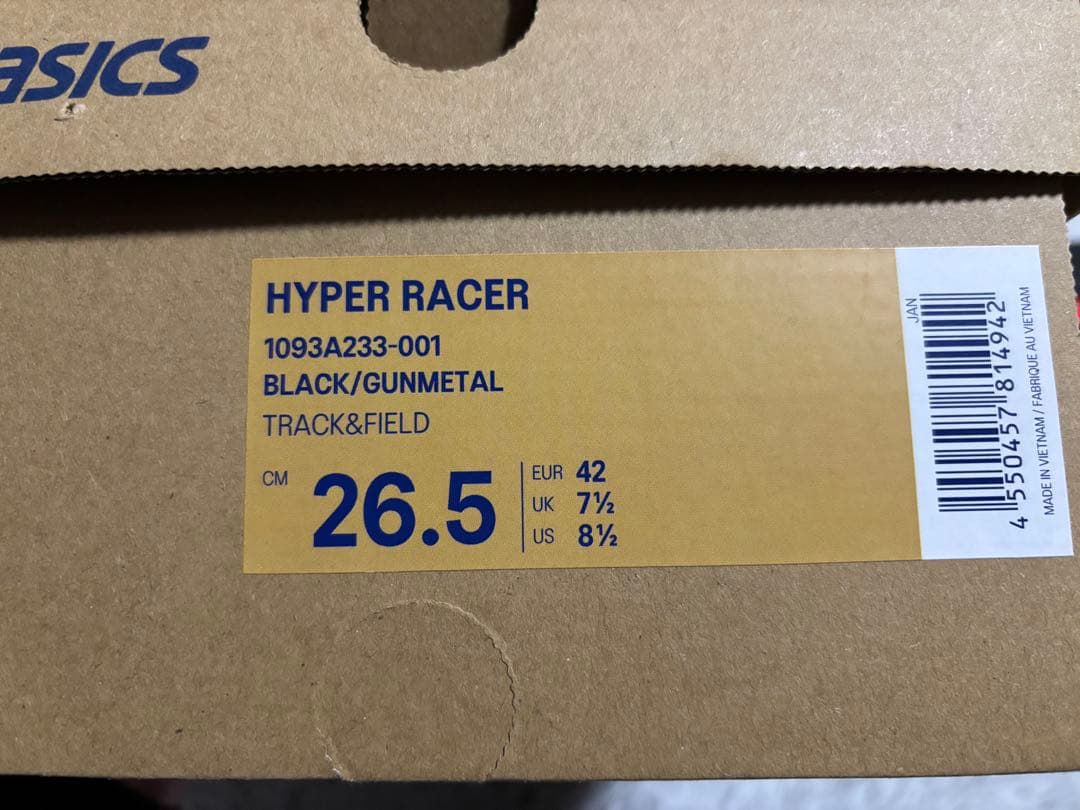 asics
HYPER RACER
1093A233-001
BLACK/GUNMETAL
TRACK&FIELD
CM 26.5
EUR 42
UK 7½
US 8½
JAN
4 550457 814942
MADE IN VIETNAM / FABRIQUE AU VIETNAM